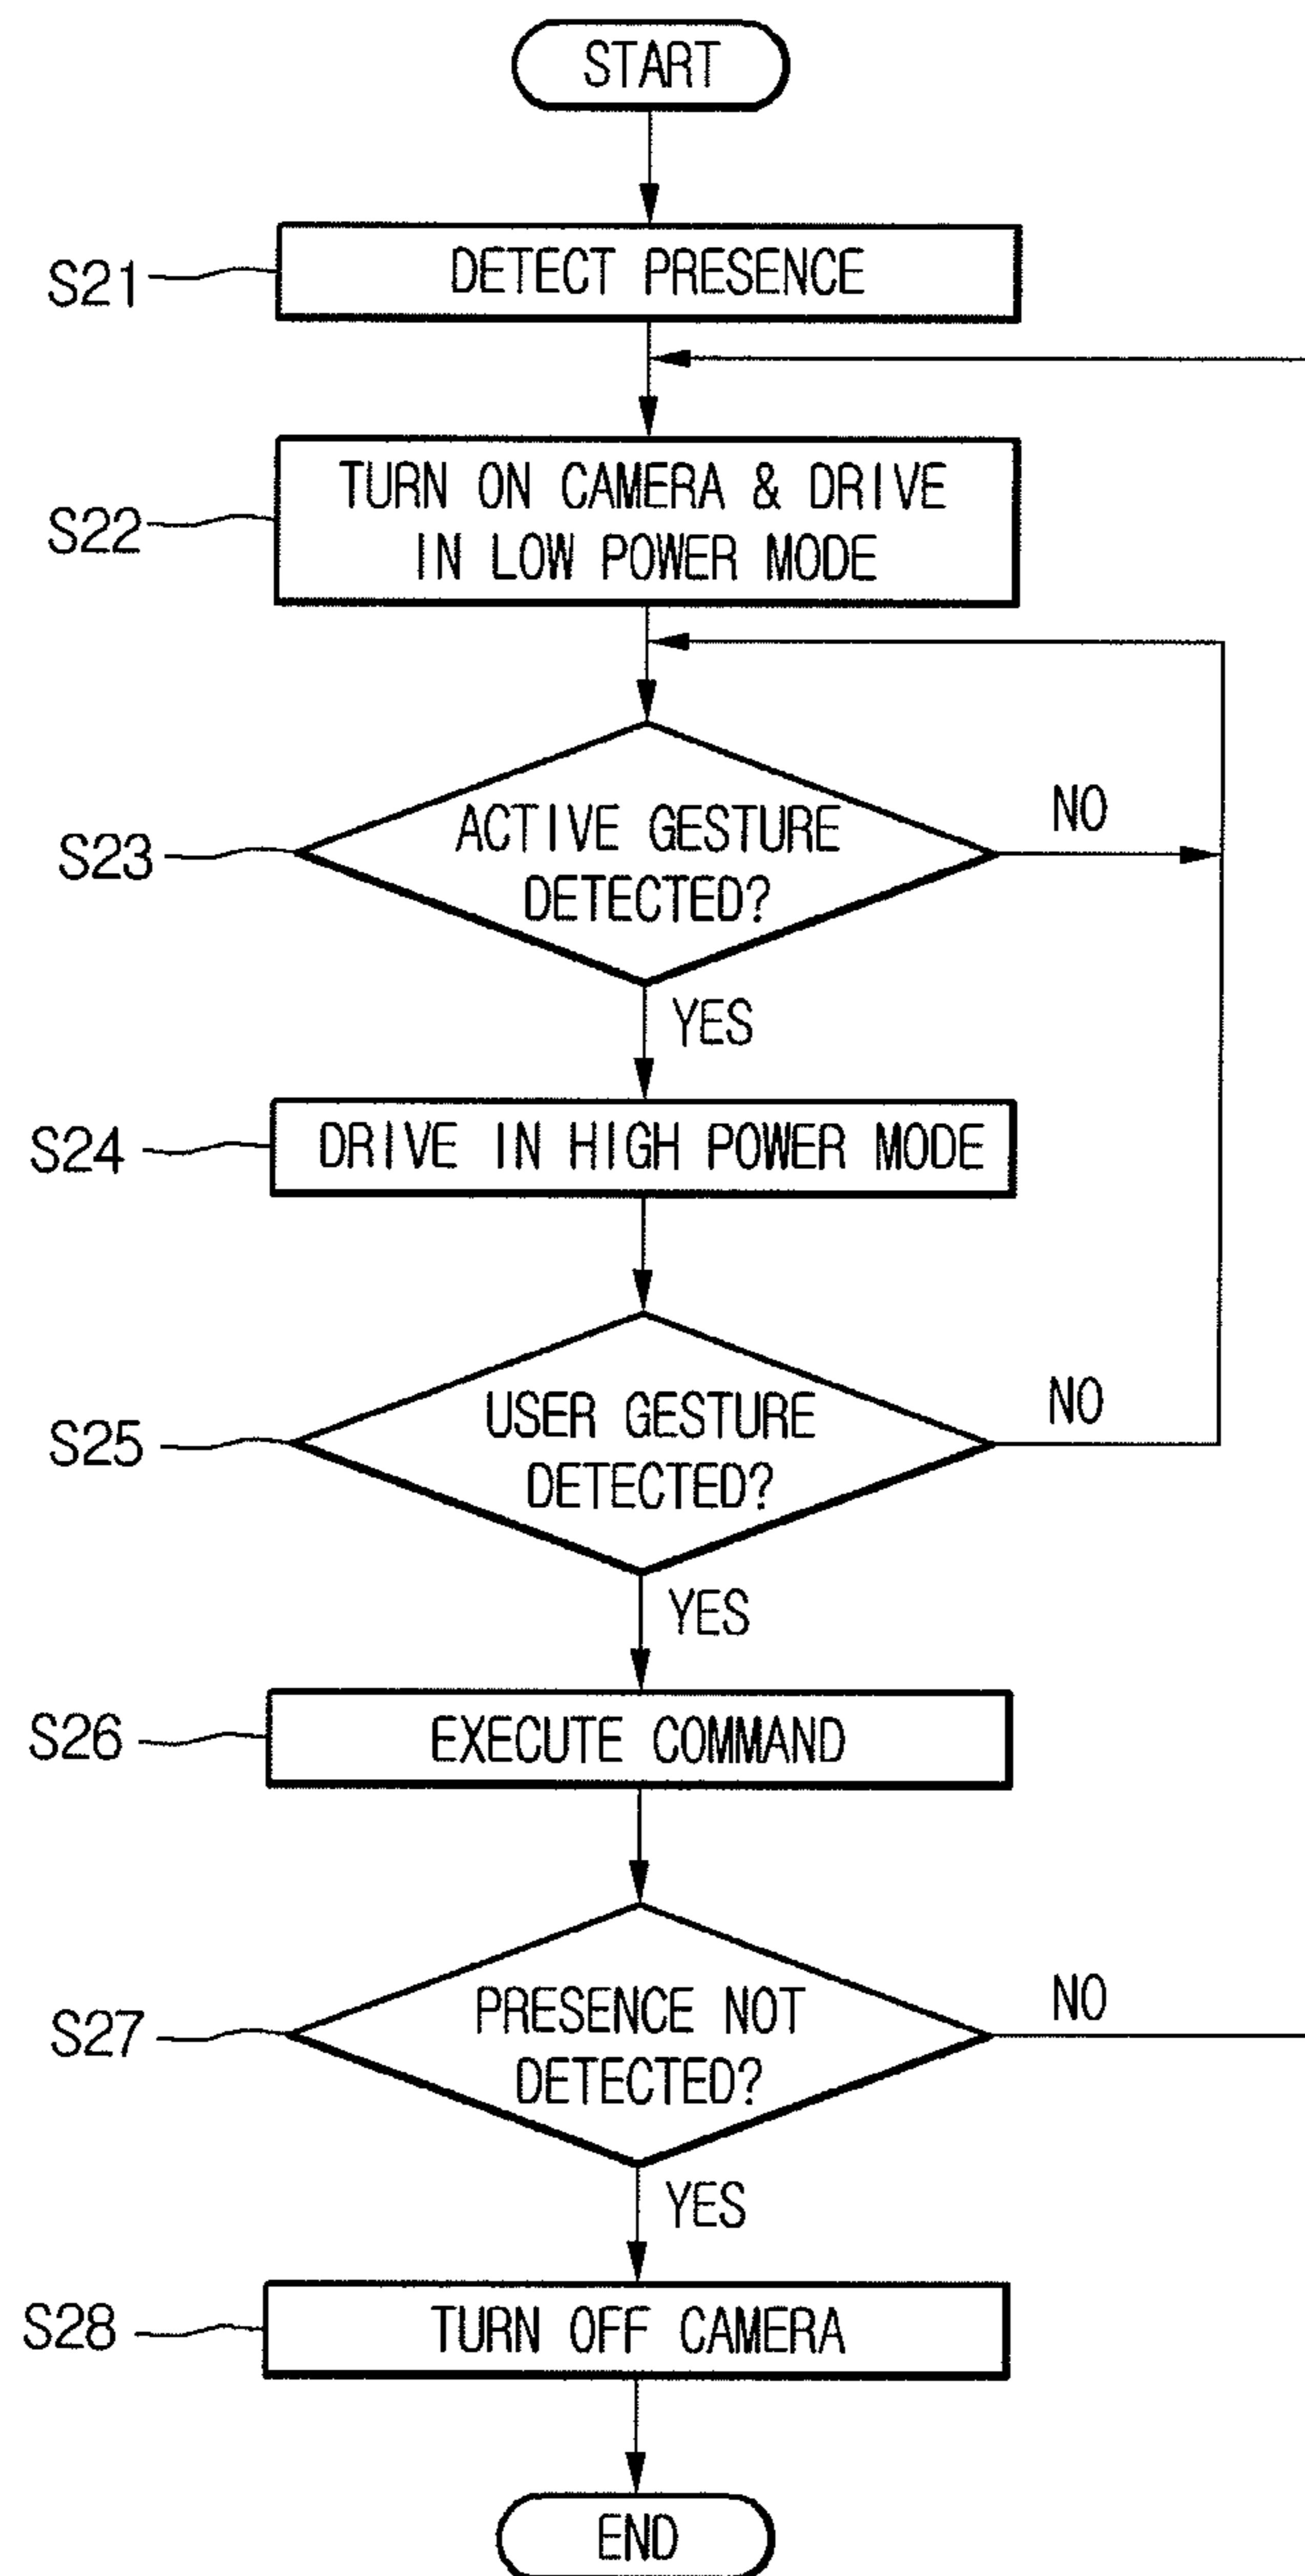 START
S21
DETECT PRESENCE
S22
TURN ON CAMERA & DRIVE
IN LOW POWER MODE
S23
ACTIVE GESTURE
DETECTED?
NO
YES
S24
DRIVE IN HIGH POWER MODE
S25
USER GESTURE
DETECTED?
NO
YES
S26
EXECUTE COMMAND
S27
PRESENCE NOT
DETECTED?
NO
YES
S28
TURN OFF CAMERA
END